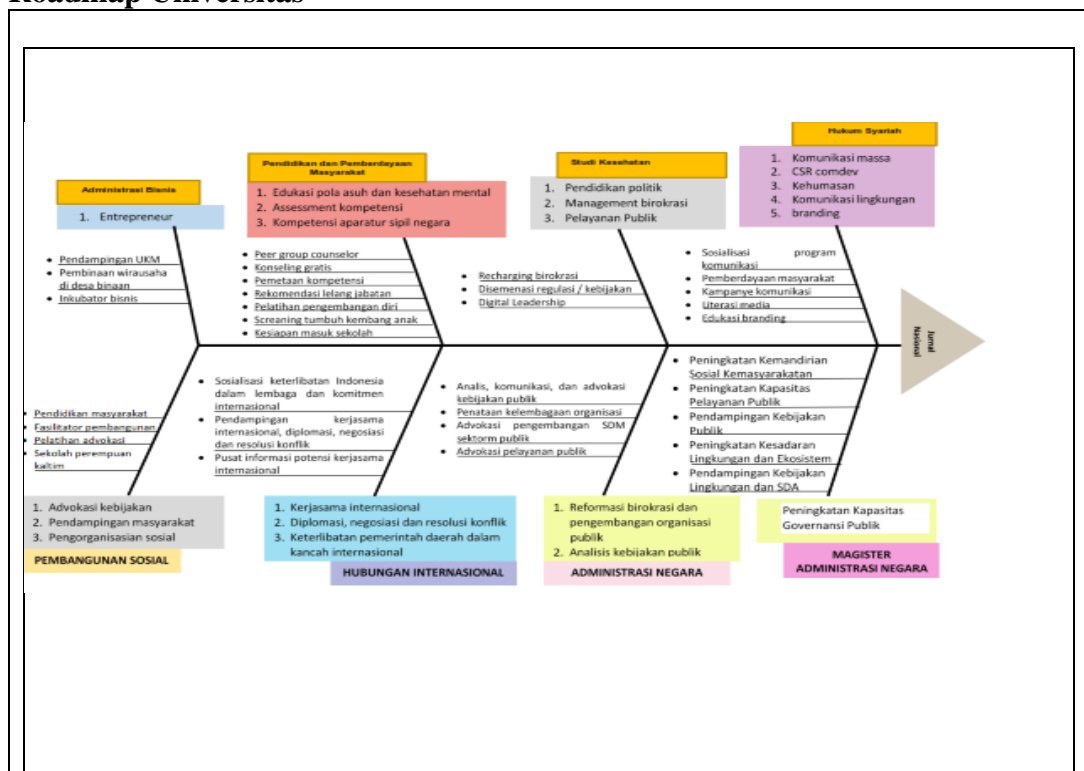 Roadmap Universitas
Administrasi Bisnis
1. Entrepreneur
• Pendampingan UKM
• Pembinaan wirausaha
di desa binaan
• Inkubator bisnis
Pendidikan dan Pemberdayaan
Masyarakat
1. Edukasi pola asuh dan kesehatan mental
2. Assessment kompetensi
3. Kompetensi aparatur sipil negara
• Peer group counselor
• Konseling gratis
• Pemetaan kompetensi
• Rekomendasi lelang jabatan
• Pelatihan pengembangan diri
• Screaning tumbuh kembang anak
• Kesiapan masuk sekolah
Studi Kesehatan
1. Pendidikan politik
2. Management birokrasi
3. Pelayanan Publik
• Recharging birokrasi
• Disemenasi regulasi / kebijakan
• Digital Leadership
Hukum Syariah
1. Komunikasi massa
2. CSR comdev
3. Kehumasan
4. Komunikasi lingkungan
5. branding
• Sosialisasi program
komunikasi
• Pemberdayaan masyarakat
• Kampanye komunikasi
• Literasi media
• Edukasi branding
Jurnal
Nasional
• Pendidikan masyarakat
• Fasilitator pembangunan
• Pelatihan advokasi
• Sekolah perempuan
kaltim
1. Advokasi kebijakan
2. Pendampingan masyarakat
3. Pengorganisasian sosial
PEMBANGUNAN SOSIAL
• Sosialisasi keterlibatan Indonesia
dalam lembaga dan komitmen
internasional
• Pendampingan kerjasama
internasional, diplomasi, negosiasi
dan resolusi konflik
• Pusat informasi potensi kerjasama
internasional
1. Kerjasama internasional
2. Diplomasi, negosiasi dan resolusi konflik
3. Keterlibatan pemerintah daerah dalam
kancah internasional
HUBUNGAN INTERNASIONAL
• Analis, komunikasi, dan advokasi
kebijakan publik
• Penataan kelembagaan organisasi
• Advokasi pengembangan SDM
sektorm publik
• Advokasi pelayanan publik
1. Reformasi birokrasi dan
pengembangan organisasi
publik
2. Analisis kebijakan publik
ADMINISTRASI NEGARA
• Peningkatan Kemandirian
Sosial Kemasyarakatan
• Peningkatan Kapasitas
Pelayanan Publik
• Pendampingan Kebijakan
Publik
• Peningkatan Kesadaran
Lingkungan dan Ekosistem
• Pendampingan Kebijakan
Lingkungan dan SDA
Peningkatan Kapasitas
Governansi Publik
MAGISTER
ADMINISTRASI NEGARA